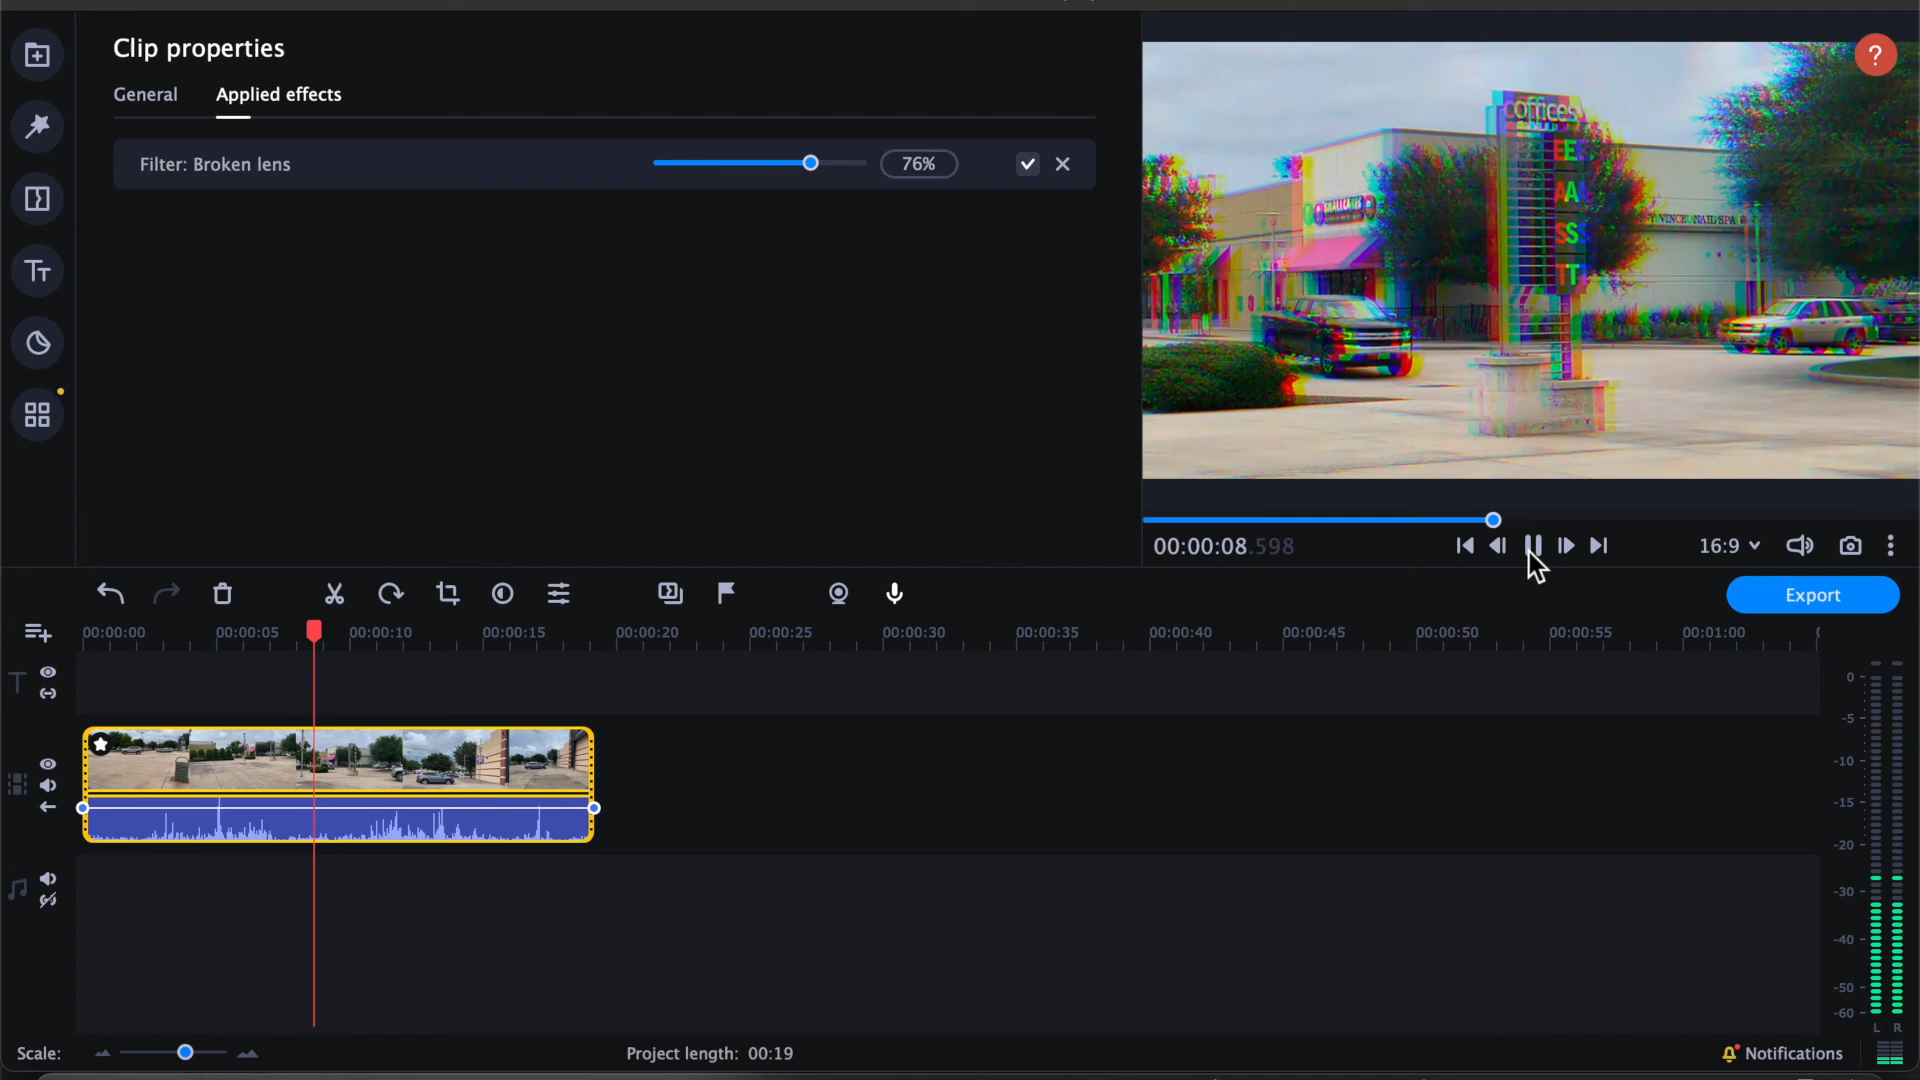 Clip properties
General
Applied effects
Filter: Broken lens
76%
?
coffices
E
A
S
T
VINCE NAIL SPA
00:00:08.598
16:9
Export
00:00:00
00:00:05
00:00:10
00:00:15
00:00:20
00:00:25
00:00:30
00:00:35
00:00:40
00:00:45
00:00:50
00:00:55
00:01:00
0
-5
-10
-15
-20
-30
-40
-50
-60
L R
Scale:
Project length: 00:19
Notifications